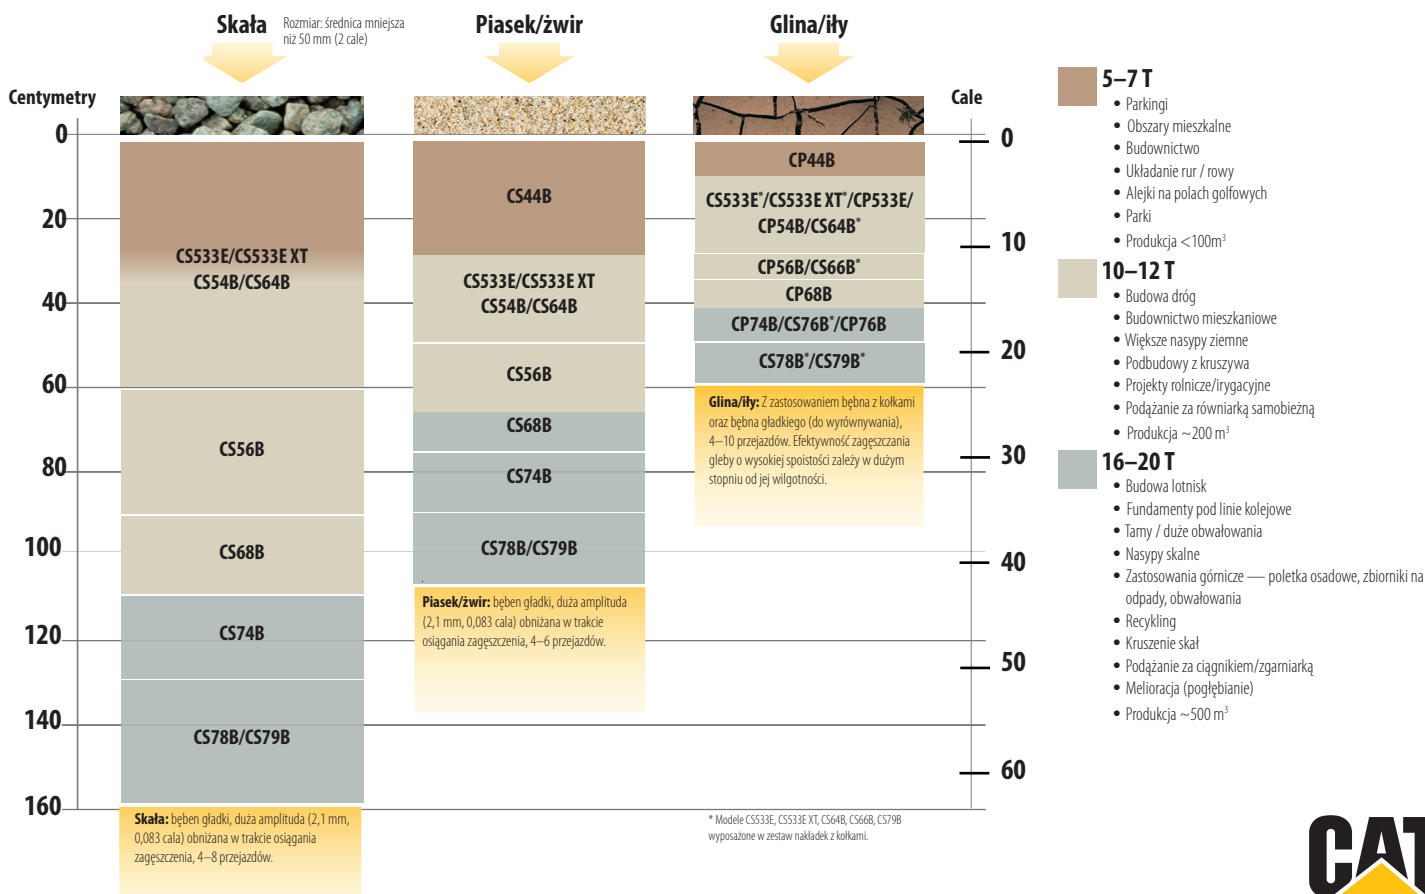 Skała
Rozmiar: średnica mniejsza
niż 50 mm (2 cale)
Piasek/żwir
Glina/iły
Centymetry
0
20
40
60
80
100
120
140
160
CS533E/CS533E XT
CS54B/CS64B
CS56B
CS68B
CS74B
CS78B/CS79B
Skała: bęben gładki, duża amplituda (2,1 mm,
0,083 cala) obniżana w trakcie osiągania
zagęszczenia, 4–8 przejazdów.
CS44B
CS533E/CS533E XT
CS54B/CS64B
CS56B
CS68B
CS74B
CS78B/CS79B
Piasek/żwir: bęben gładki, duża amplituda
(2,1 mm, 0,083 cala) obniżana w trakcie
osiągania zagęszczenia, 4–6 przejazdów.
CP44B
CS533E*/CS533E XT*/CP533E/
CP54B/CS64B*
CP56B/CS66B*
CP68B
CP74B/CS76B*/CP76B
CS78B*/CS79B*
Glina/iły: Z zastosowaniem bębna z kołkami
oraz bębna gładkiego (do wyrównywania),
4–10 przejazdów. Efektywność zagęszczania
gleby o wysokiej spoistości zależy w dużym
stopniu od jej wilgotności.
* Modele CS533E, CS533E XT, CS64B, CS66B, CS79B
wyposażone w zestaw nakładek z kołkami.
Cale
0
10
20
30
40
50
60
5–7 T
• Parkingi
• Obszary mieszkalne
• Budownictwo
• Układanie rur / rowy
• Alejki na polach golfowych
• Parki
• Produkcja <100m³
10–12 T
• Budowa dróg
• Budownictwo mieszkaniowe
• Większe nasypy ziemne
• Podbudowy z kruszywa
• Projekty rolnicze/irygacyjne
• Podążanie za równiarką samobieżną
• Produkcja ~200 m³
16–20 T
• Budowa lotnisk
• Fundamenty pod linie kolejowe
• Tamy / duże obwałowania
• Nasypy skalne
• Zastosowania górnicze — poletka osadowe, zbiorniki na
odpady, obwałowania
• Recykling
• Kruszenie skał
• Podążanie za ciągnikiem/zgarniarką
• Melioracja (pogłębianie)
• Produkcja ~500 m³
CAT